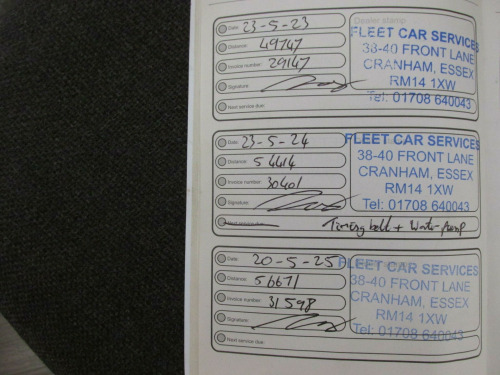 Date: 23-5-23
Dealer stamp
Distance: 49747
Invoice number: 29147
Signature:
Next service due:
FLEET CAR SERVICES
38-40 FRONT LANE
CRANHAM, ESSEX
RM14 1XW
Tel: 01708 640043
Date: 23-5-24
Distance: 54414
Invoice number: 30401
Signature:
Next service due: Timing belt + Water pump
FLEET CAR SERVICES
38-40 FRONT LANE
CRANHAM, ESSEX
RM14 1XW
Tel: 01708 640043
Date: 20-5-25
Distance: 56671
Invoice number: 31598
Signature:
Next service due:
FLEET CAR SERVICES
38-40 FRONT LANE
CRANHAM, ESSEX
RM14 1XW
Tel: 01708 640043